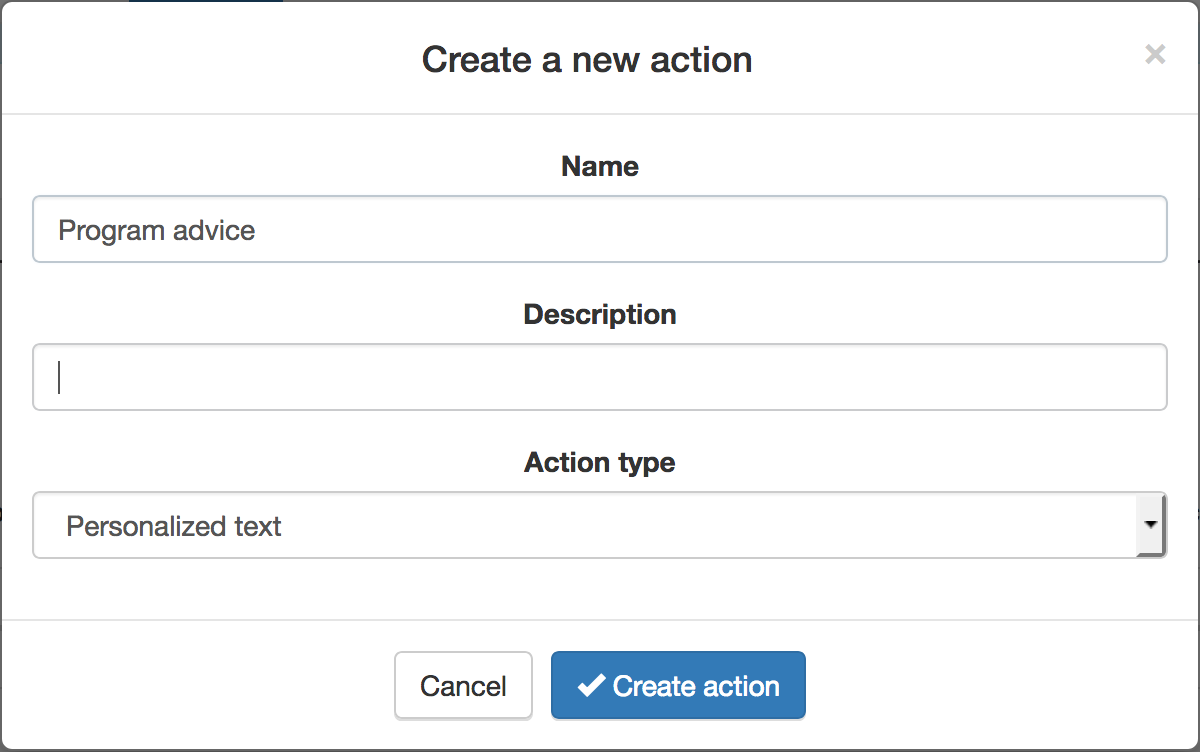 Create a new action
×
Name
Program advice
Description
Action type
Personalized text
Cancel
✔ Create action